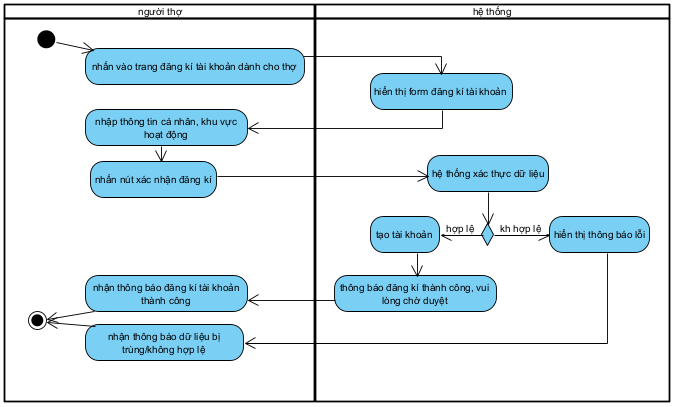 người thợ
hệ thống
nhấn vào trang đăng kí tài khoản dành cho thợ
hiển thị form đăng kí tài khoản
nhập thông tin cá nhân, khu vực
hoạt động
nhấn nút xác nhận đăng kí
hệ thống xác thực dữ liệu
tạo tài khoản
hợp lệ
kh hợp lệ
hiển thị thông báo lỗi
thông báo đăng kí thành công, vui
lòng chờ duyệt
nhận thông báo đăng kí tài khoản
thành công
nhận thông báo dữ liệu bị
trùng/không hợp lệ